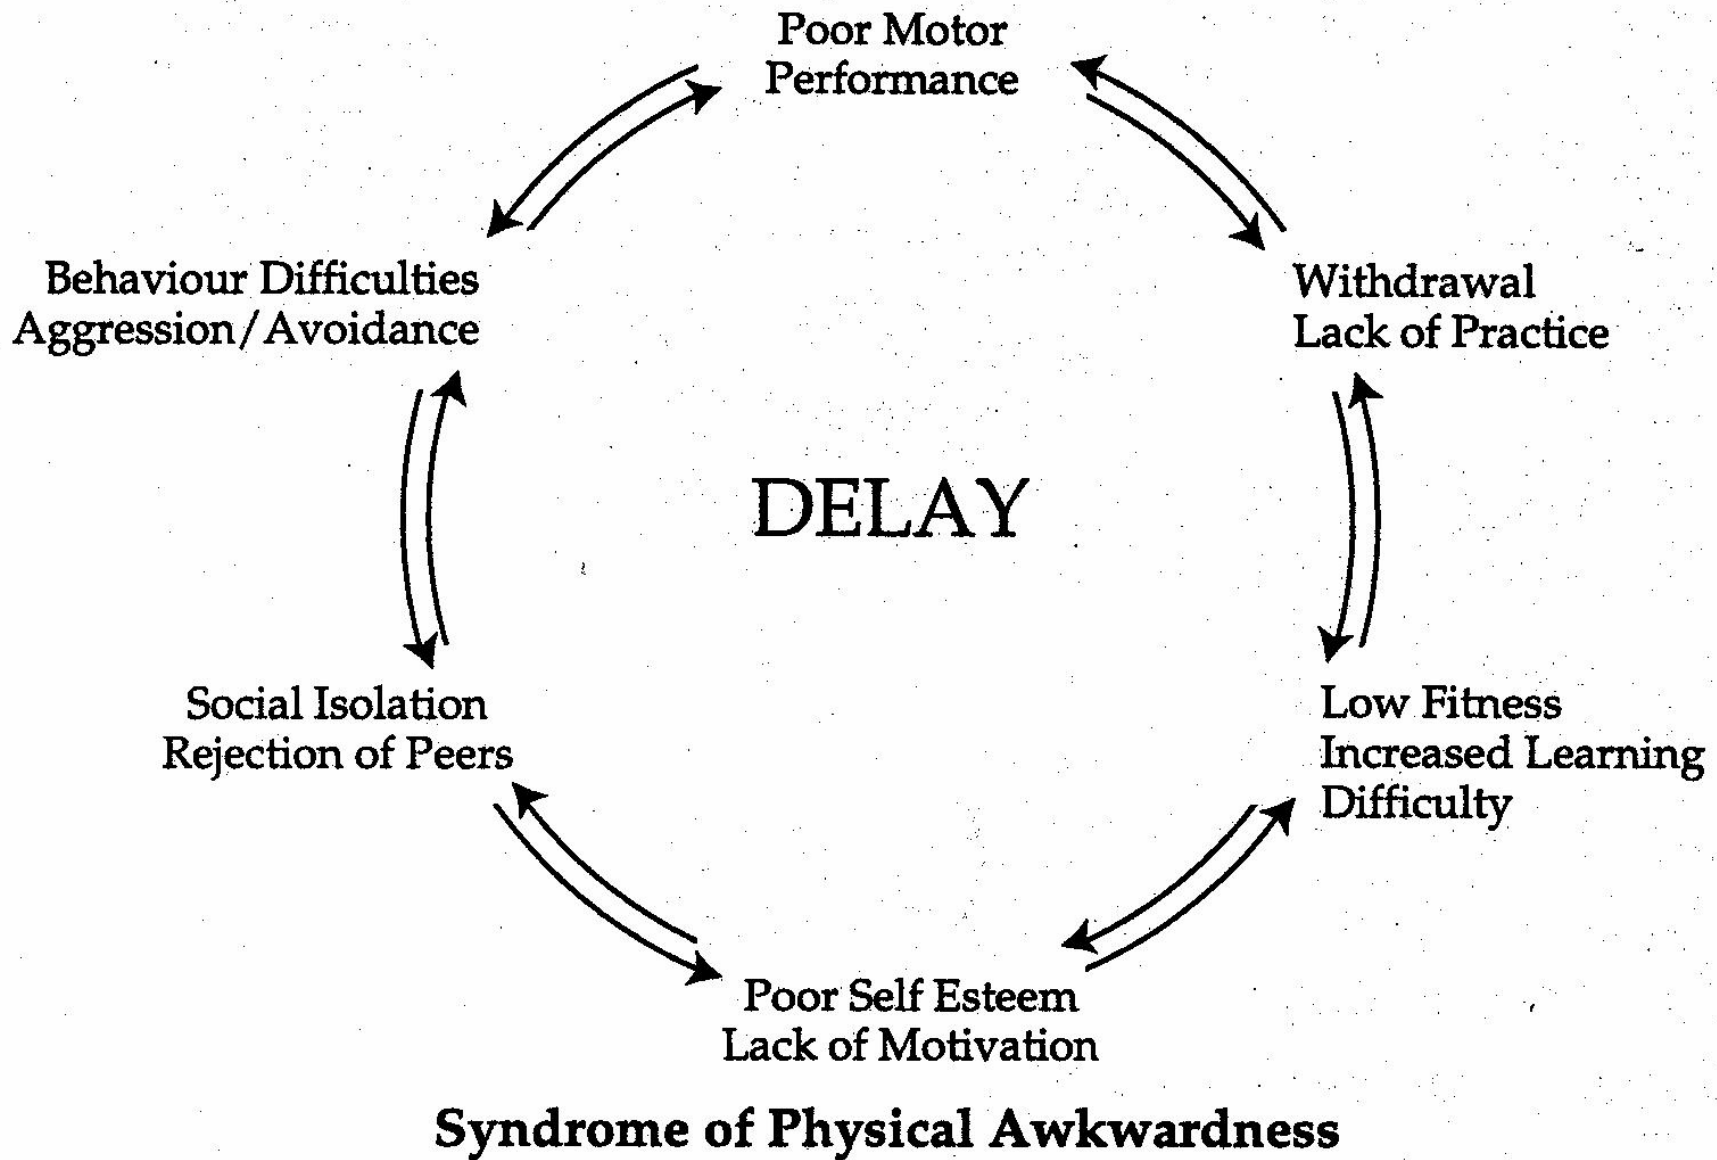 Poor Motor
Performance
Behaviour Difficulties
Aggression/Avoidance
Withdrawal
Lack of Practice
DELAY
Social Isolation
Rejection of Peers
Low Fitness
Increased Learning
Difficulty
Poor Self Esteem
Lack of Motivation
Syndrome of Physical Awkwardness